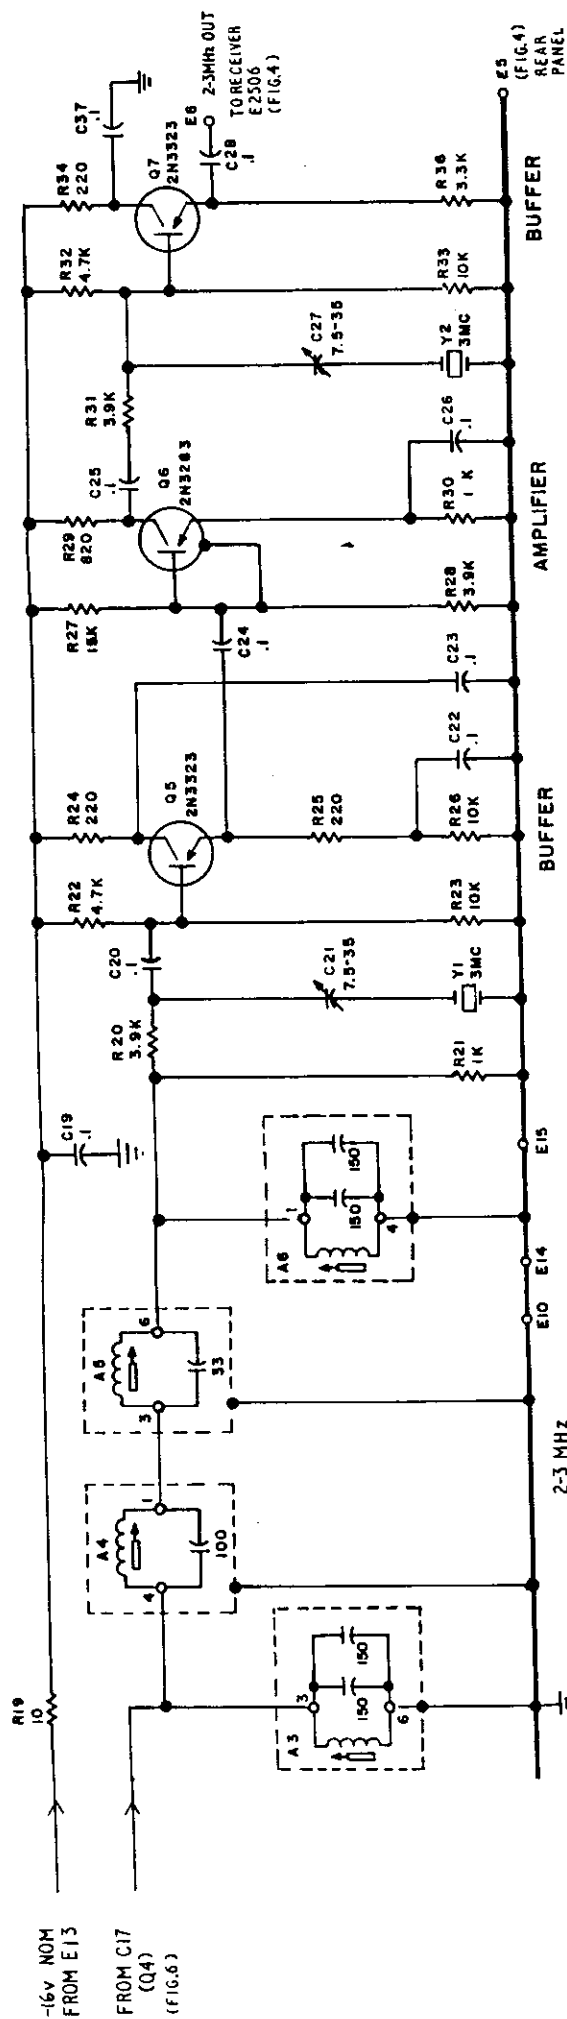 -16v NOM
FROM E13
FROM C17
(Q4)
(FIG.6)
R19
10
A3
3
150
150
6
A4
4
1
100
A5
3
6
33
C19
.1
A6
1
150
150
4
2-3 MHz
E10
E14
E15
R20
3.9K
R21
1K
C20
.1
C21
7.5-35
Y1
3MC
R22
4.7K
R23
10K
R24
220
Q5
2N3323
R25
220
R26
10K
C22
.1
C23
.1
BUFFER
C24
.1
R27
15K
R28
3.9K
R29
820
Q6
2N3283
C25
.1
R30
1K
C26
.1
AMPLIFIER
R31
3.9K
C27
7.5-35
Y2
3MC
R32
4.7K
R33
10K
R34
220
Q7
2N3323
R36
3.3K
BUFFER
C37
.1
C28
.1
E6
2-3MHz OUT
TO RECEIVER
E2506
(FIG.4)
E5
(FIG.4)
REAR
PANEL